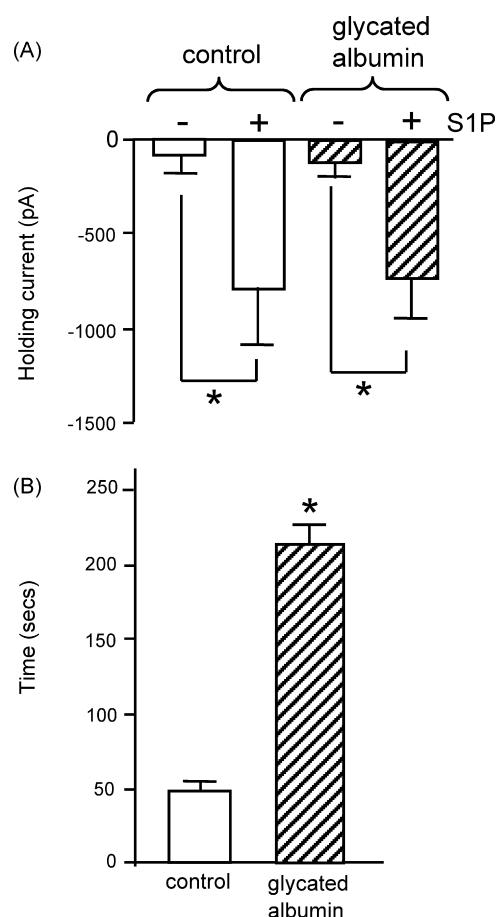 (A)
control
glycated
albumin
- + - + S1P
0
-500
-1000
-1500
Holding current (pA)
*
*
(B)
250
200
150
100
50
0
Time (secs)
*
control
glycated
albumin